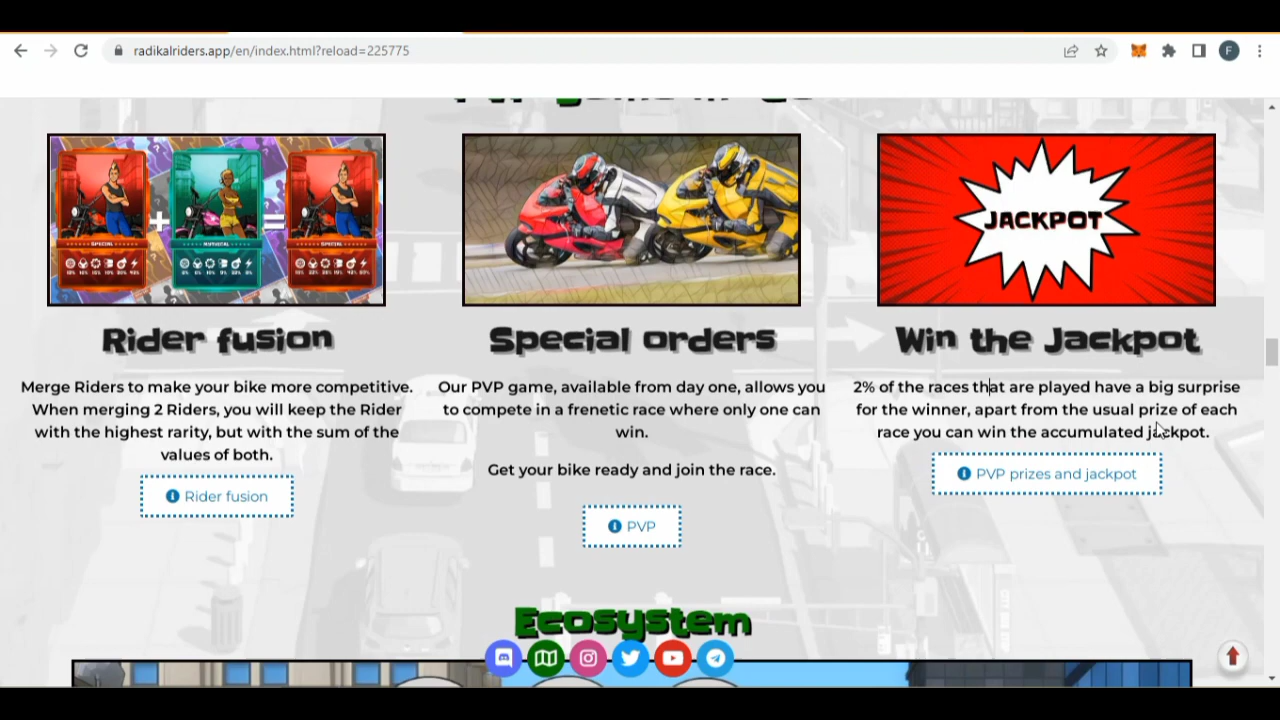 radikalriders.app/en/index.html?reload=225775
F
SPECIAL
SPECIAL
JACKPOT
Rider fusion
Special orders
Win the Jackpot
Merge Riders to make your bike more competitive.
When merging 2 Riders, you will keep the Rider
with the highest rarity, but with the sum of the
values of both.
Rider fusion
Our PVP game, available from day one, allows you
to compete in a frenetic race where only one can
win.
Get your bike ready and join the race.
PVP
2% of the races that are played have a big surprise
for the winner, apart from the usual prize of each
race you can win the accumulated jackpot.
PVP prizes and jackpot
Ecosystem